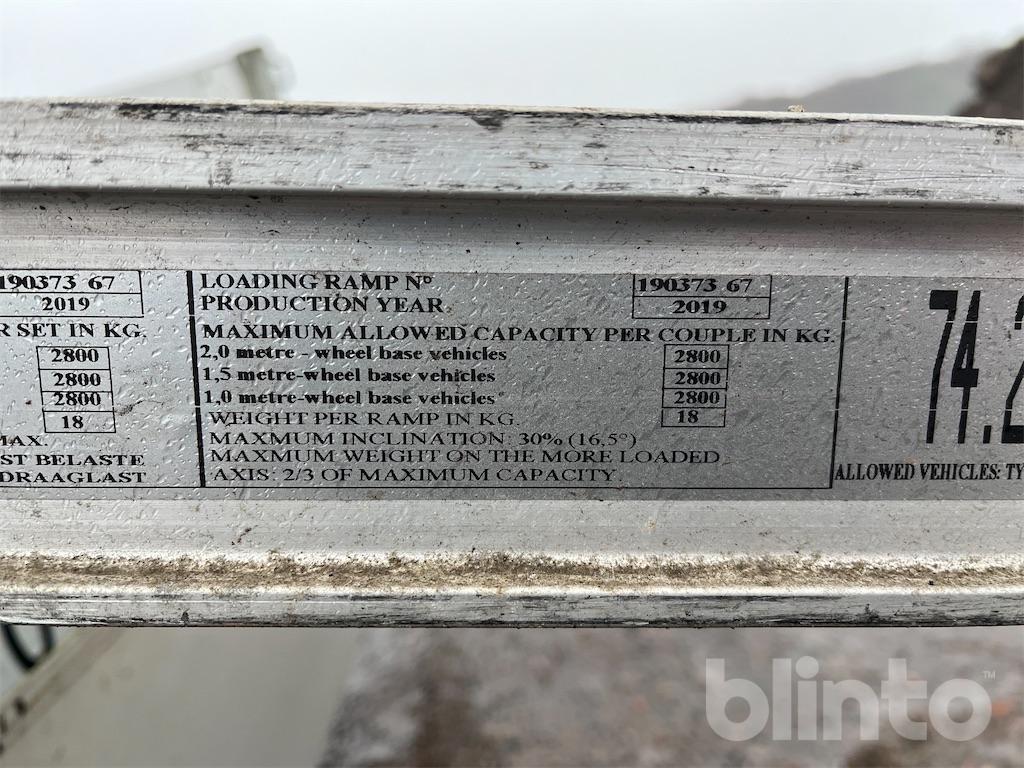 190373 67
2019
R SET IN KG.
2800
2800
2800
18
MAX.
ST BELASTE
DRAAGLAST
LOADING RAMP Nº 190373 67
PRODUCTION YEAR. 2019
MAXIMUM ALLOWED CAPACITY PER COUPLE IN KG.
2,0 metre - wheel base vehicles 2800
1,5 metre-wheel base vehicles 2800
1,0 metre-wheel base vehicles 2800
WEIGHT PER RAMP IN KG. 18
MAXMUM INCLINATION: 30% (16,5º)
MAXMUM WEIGHT ON THE MORE LOADED
AXIS: 2/3 OF MAXIMUM CAPACITY
74.2
ALLOWED VEHICLES: TY
blinto™